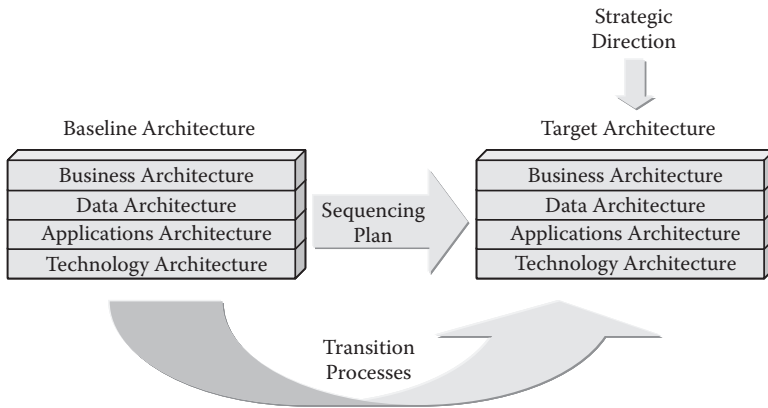 Strategic
Direction
Baseline Architecture
Target Architecture
Business Architecture
Data Architecture
Applications Architecture
Technology Architecture
Sequencing
Plan
Business Architecture
Data Architecture
Applications Architecture
Technology Architecture
Transition
Processes